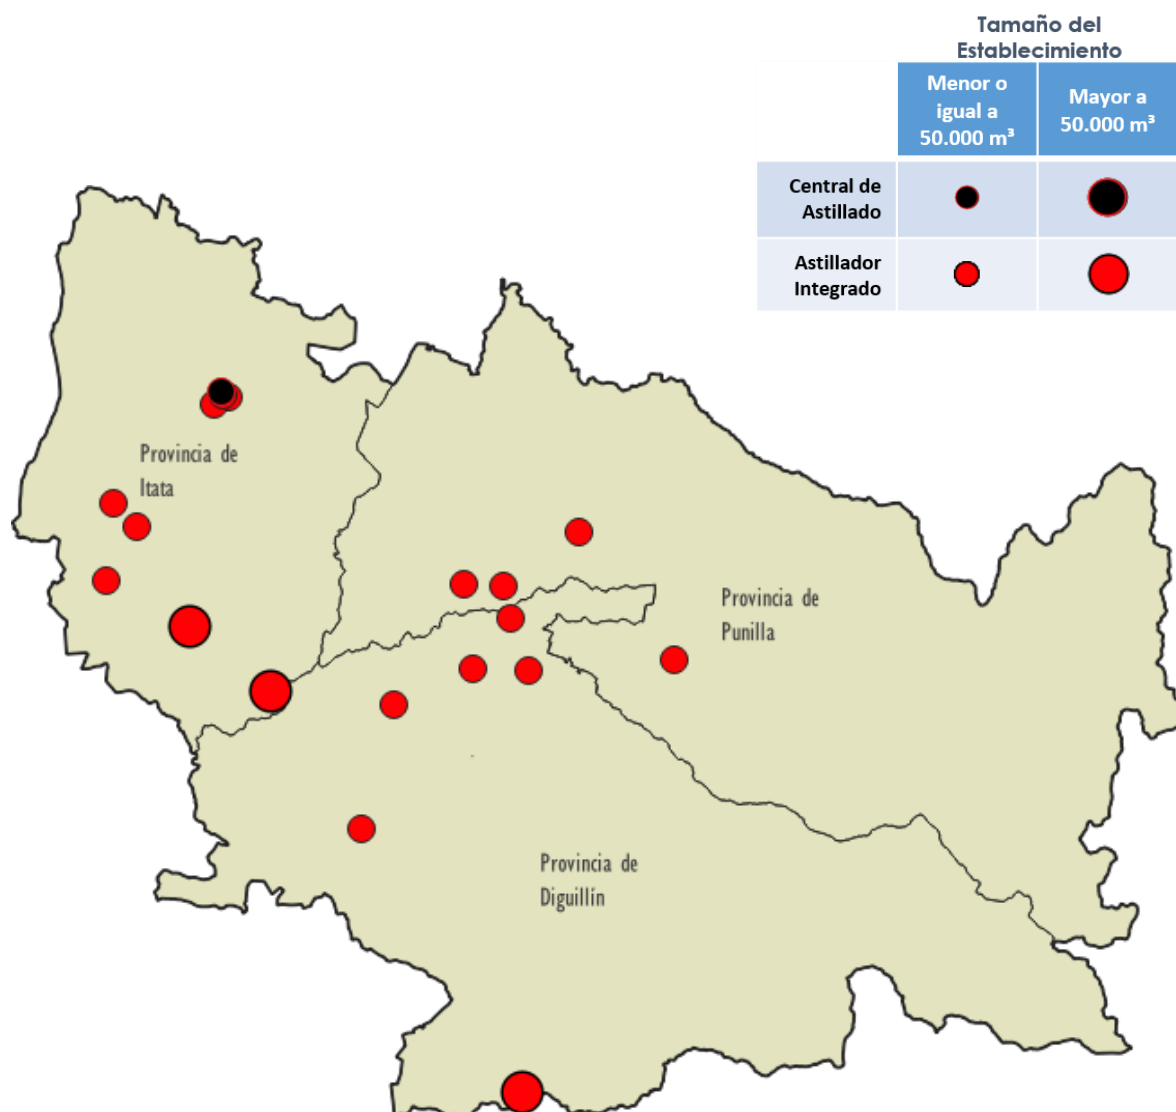 Tamaño del
Establecimiento
Menor o
igual a
50.000 m³
Mayor a
50.000 m³
Central de
Astillado
Astillador
Integrado
Provincia de
Itata
Provincia de
Punilla
Provincia de
Diguillín